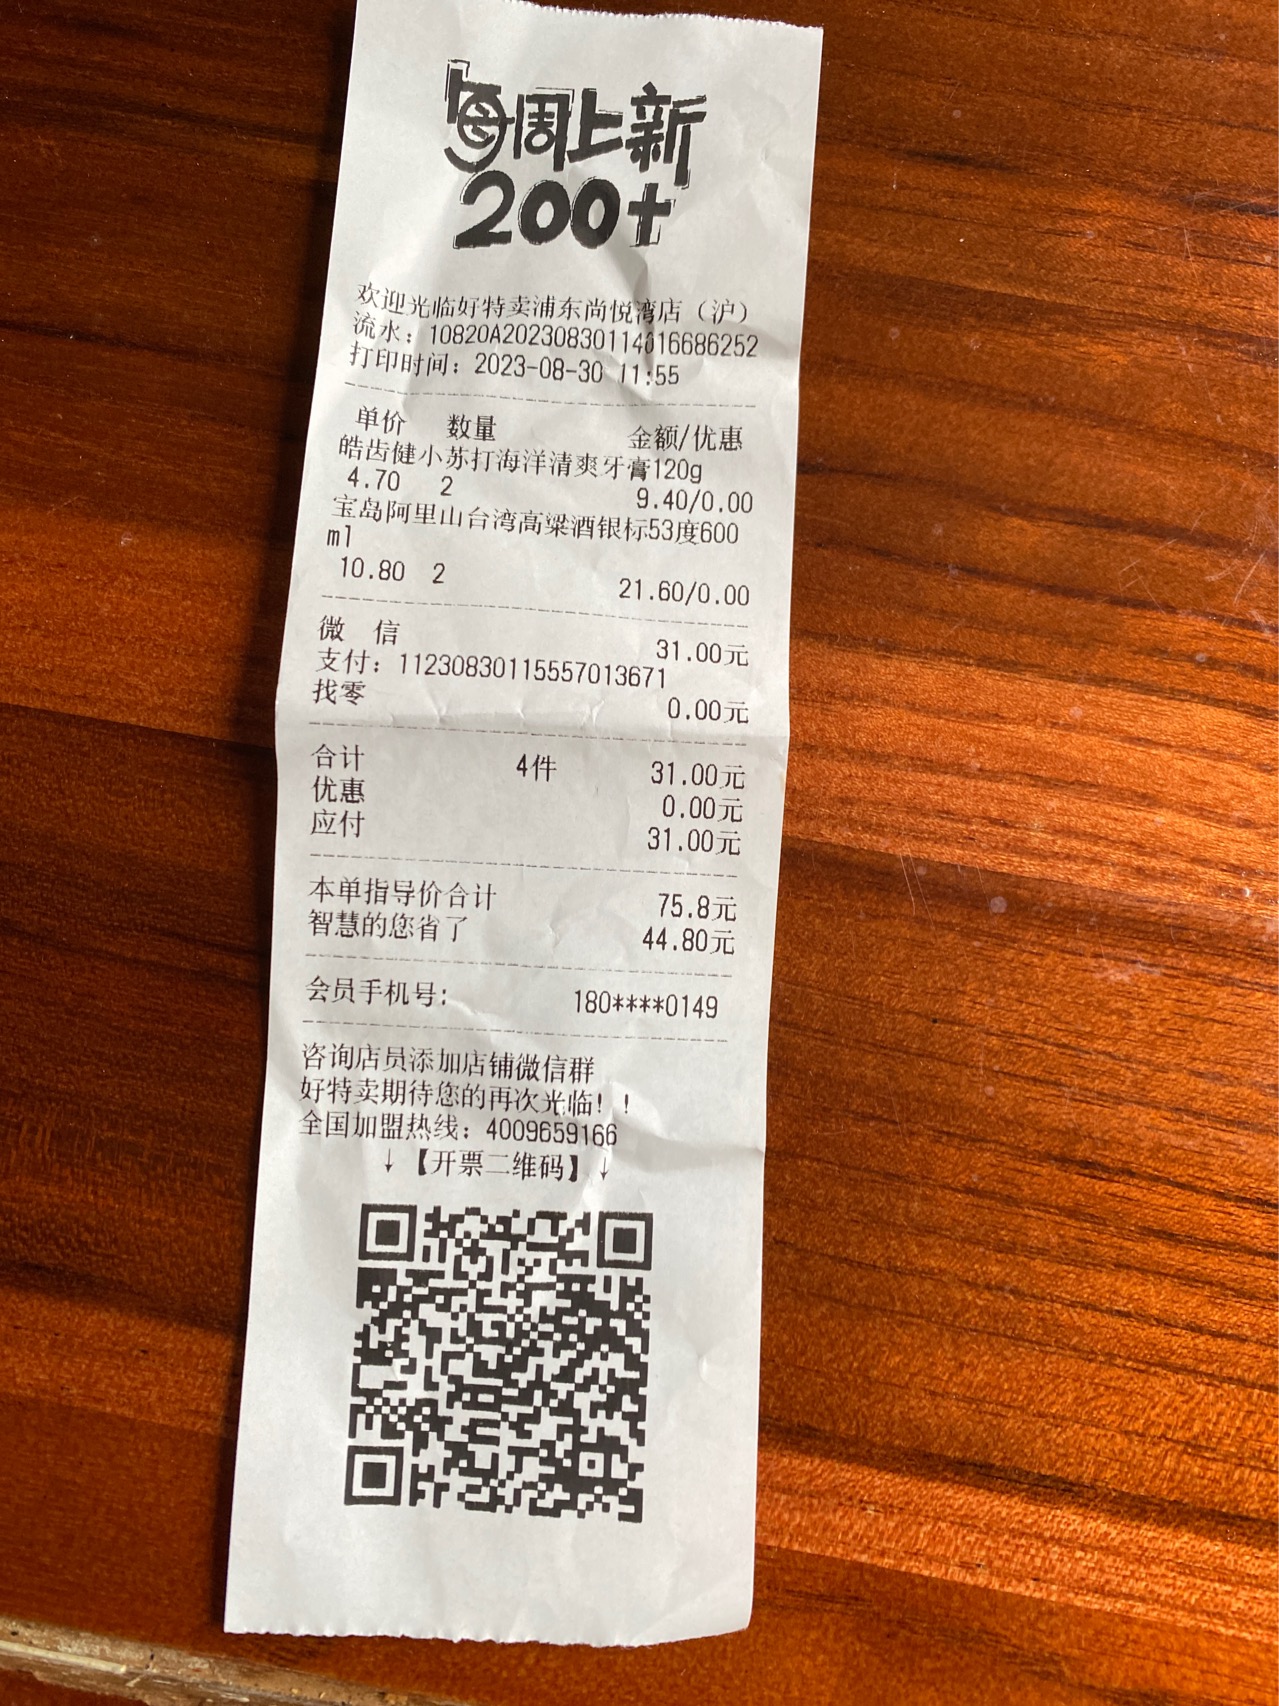 每周上新
200+
欢迎光临好特卖浦东尚悦湾店（沪）
流水：10820A20230830114016686252
打印时间：2023-08-30 11:55
单价 数量 金额/优惠
皓齿健小苏打海洋清爽牙膏120g
4.70 2 9.40/0.00
宝岛阿里山台湾高粱酒银标53度600
ml
10.80 2 21.60/0.00
微 信 31.00元
支付：112308301155557013671
找零 0.00元
合计 4件 31.00元
优惠 0.00元
应付 31.00元
本单指导价合计 75.8元
智慧的您省了 44.80元
会员手机号： 180****0149
咨询店员添加店铺微信群
好特卖期待您的再次光临！！
全国加盟热线：4009659166
↓【开票二维码】↓